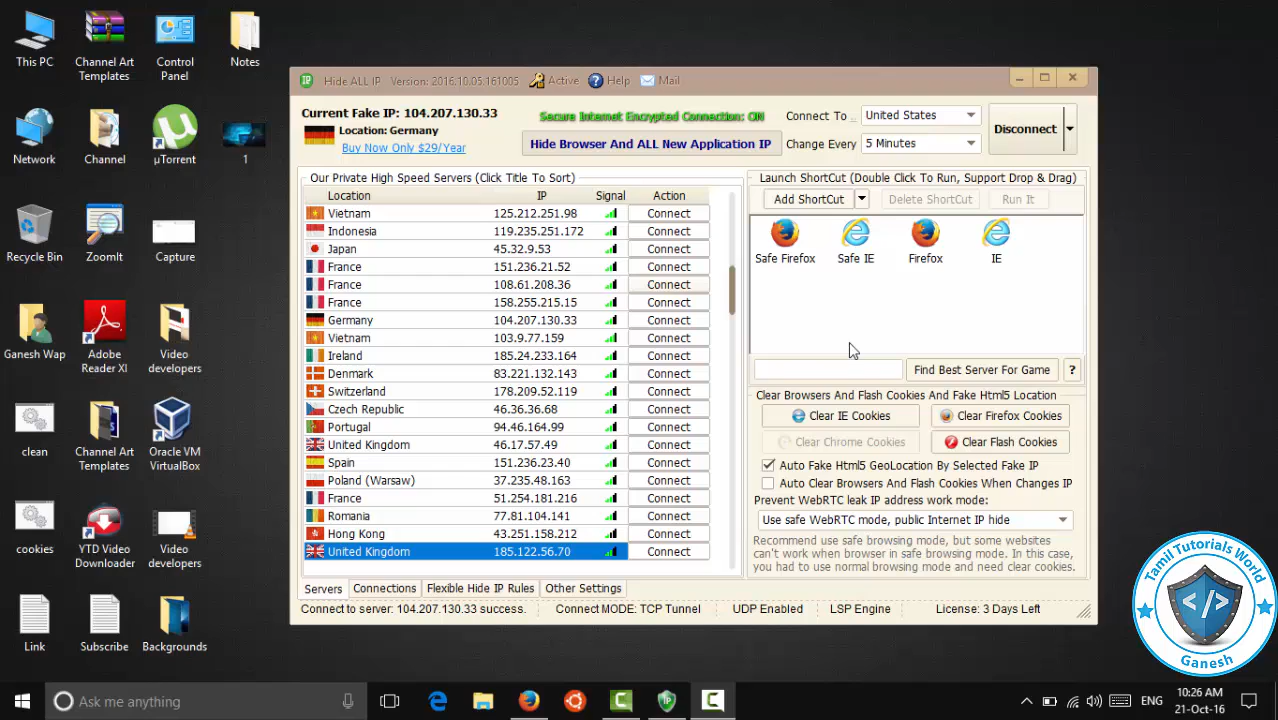 This PC
Channel Art Templates
Control Panel
Notes
Network
Channel
µTorrent
1
Recycle Bin
ZoomIt
Capture
Ganesh Wap
Adobe Reader XI
Video developers
clean
Channel Art Templates
Oracle VM VirtualBox
cookies
YTD Video Downloader
Video developers
Link
Subscribe
Backgrounds
IP Hide ALL IP Version: 2016.10.05:161005 Active Help Mail
Current Fake IP: 104.207.130.33
Location: Germany
Buy Now Only $29/Year
Secure Internet Encrypted Connection: ON
Hide Browser And ALL New Application IP
Connect To ... United States
Change Every 5 Minutes
Disconnect
Our Private High Speed Servers (Click Title To Sort)
Location IP Signal Action
Vietnam 125.212.251.98 Connect
Indonesia 119.235.251.172 Connect
Japan 45.32.9.53 Connect
France 151.236.21.52 Connect
France 108.61.208.36 Connect
France 158.255.215.15 Connect
Germany 104.207.130.33 Connect
Vietnam 103.9.77.159 Connect
Ireland 185.24.233.164 Connect
Denmark 83.221.132.143 Connect
Switzerland 178.209.52.119 Connect
Czech Republic 46.36.36.68 Connect
Portugal 94.46.164.99 Connect
United Kingdom 46.17.57.49 Connect
Spain 151.236.23.40 Connect
Poland (Warsaw) 37.235.48.163 Connect
France 51.254.181.216 Connect
Romania 77.81.104.141 Connect
Hong Kong 43.251.158.212 Connect
United Kingdom 185.122.56.70 Connect
Servers Connections Flexible Hide IP Rules Other Settings
Launch ShortCut (Double Click To Run, Support Drop & Drag)
Add ShortCut Delete ShortCut Run It
Safe Firefox Safe IE Firefox IE
Find Best Server For Game ?
Clear Browsers And Flash Cookies And Fake Html5 Location
Clear IE Cookies Clear Firefox Cookies
Clear Chrome Cookies Clear Flash Cookies
Auto Fake Html5 GeoLocation By Selected Fake IP
Auto Clear Browsers And Flash Cookies When Changes IP
Prevent WebRTC leak IP address work mode:
Use safe WebRTC mode, public Internet IP hide
Recommend use safe browsing mode, but some websites
can't work when browser in safe browsing mode. In this case,
you had to use normal browsing mode and need clear cookies.
Connect to server: 104.207.130.33 success. Connect MODE: TCP Tunnel UDP Enabled LSP Engine License: 3 Days Left
Tamil Tutorials World
</>
Ganesh
Ask me anything
ENG
10:26 AM
21-Oct-16